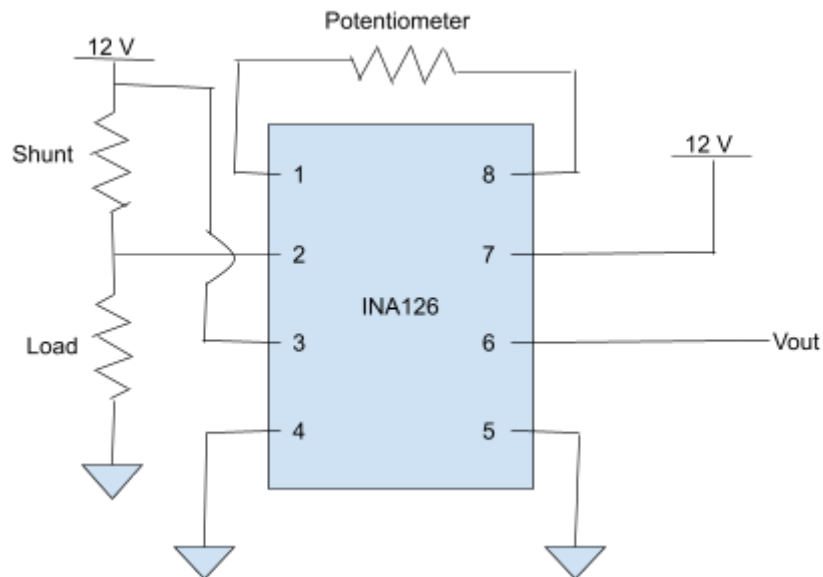 Potentiometer
12 V
Shunt
12 V
1
8
2
7
INA126
Load
3
6
Vout
4
5